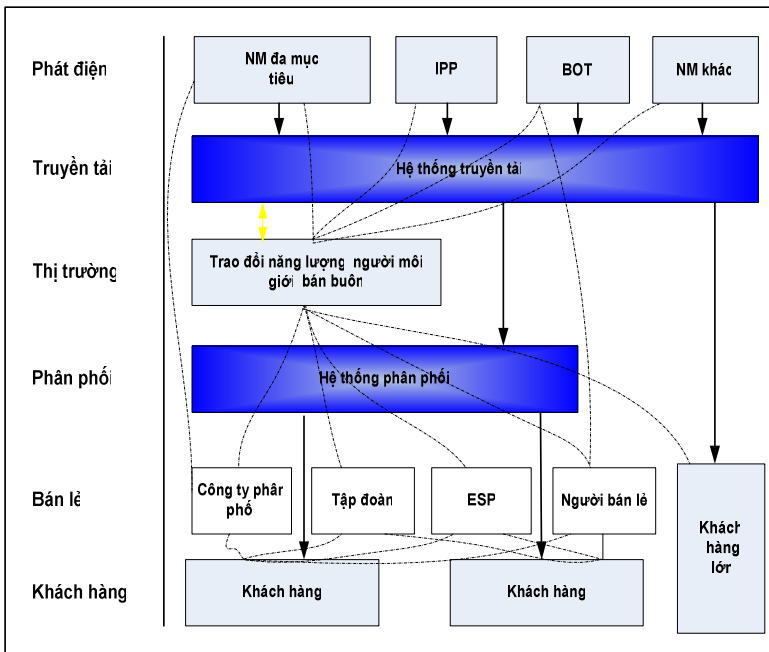 Phát điện
NM đa mục
tiêu
IPP
BOT
NM khác
Truyền tải
Hệ thống truyền tải
Thị trường
Trao đổi năng lượng người môi
giới bán buôn
Phân phối
Hệ thống phân phối
Bán lẻ
Công ty phân
phố
Tập đoàn
ESP
Người bán lẻ
Khách
hàng
lớn
Khách hàng
Khách hàng
Khách hàng